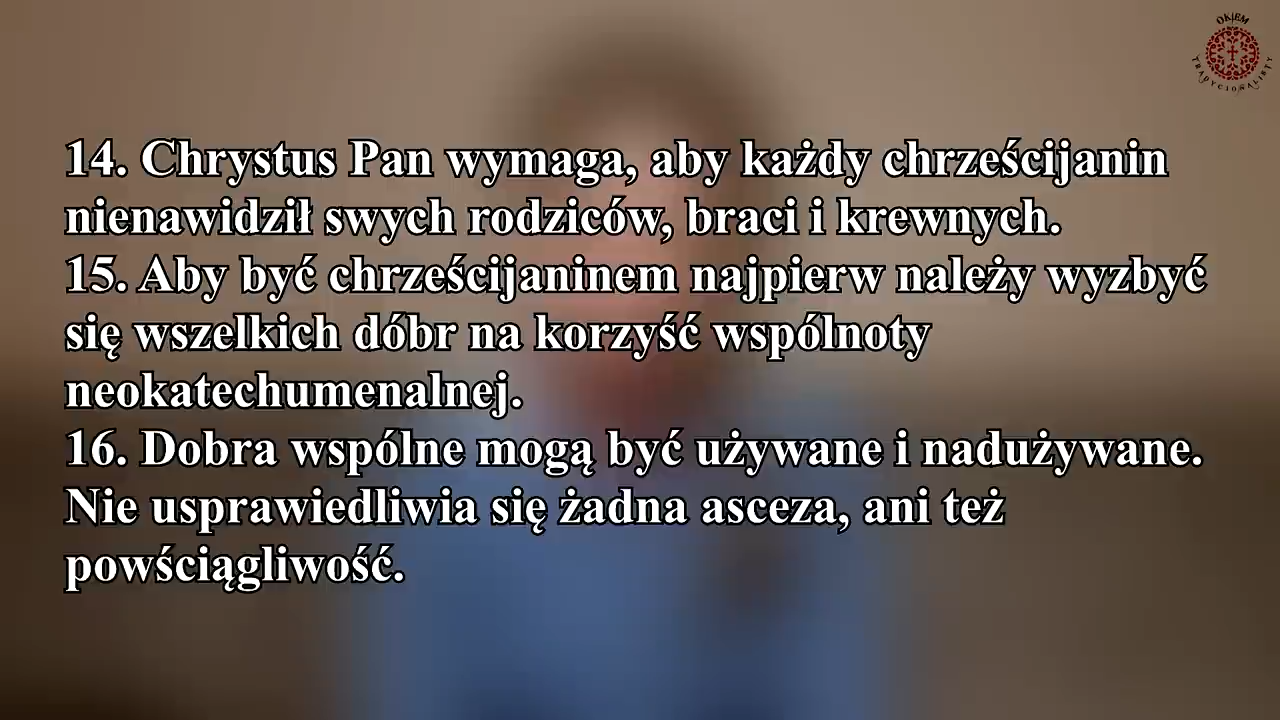 OKIEM
TRADYCJONALISTY
14. Chrystus Pan wymaga, aby każdy chrześcijanin
nienawidził swych rodziców, braci i krewnych.
15. Aby być chrześcijaninem najpierw należy wyzbyć
się wszelkich dóbr na korzyść wspólnoty
neokatechumenalnej.
16. Dobra wspólne mogą być używane i nadużywane.
Nie usprawiedliwia się żadna asceza, ani też
powściągliwość.